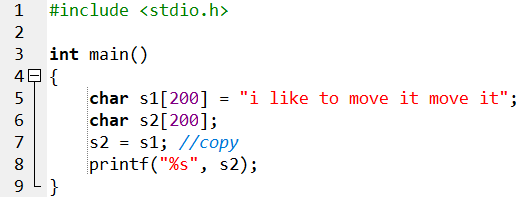 1 #include <stdio.h>
2
3 int main()
4 {
5     char s1[200] = "i like to move it move it";
6     char s2[200];
7     s2 = s1; //copy
8     printf("%s", s2);
9 }